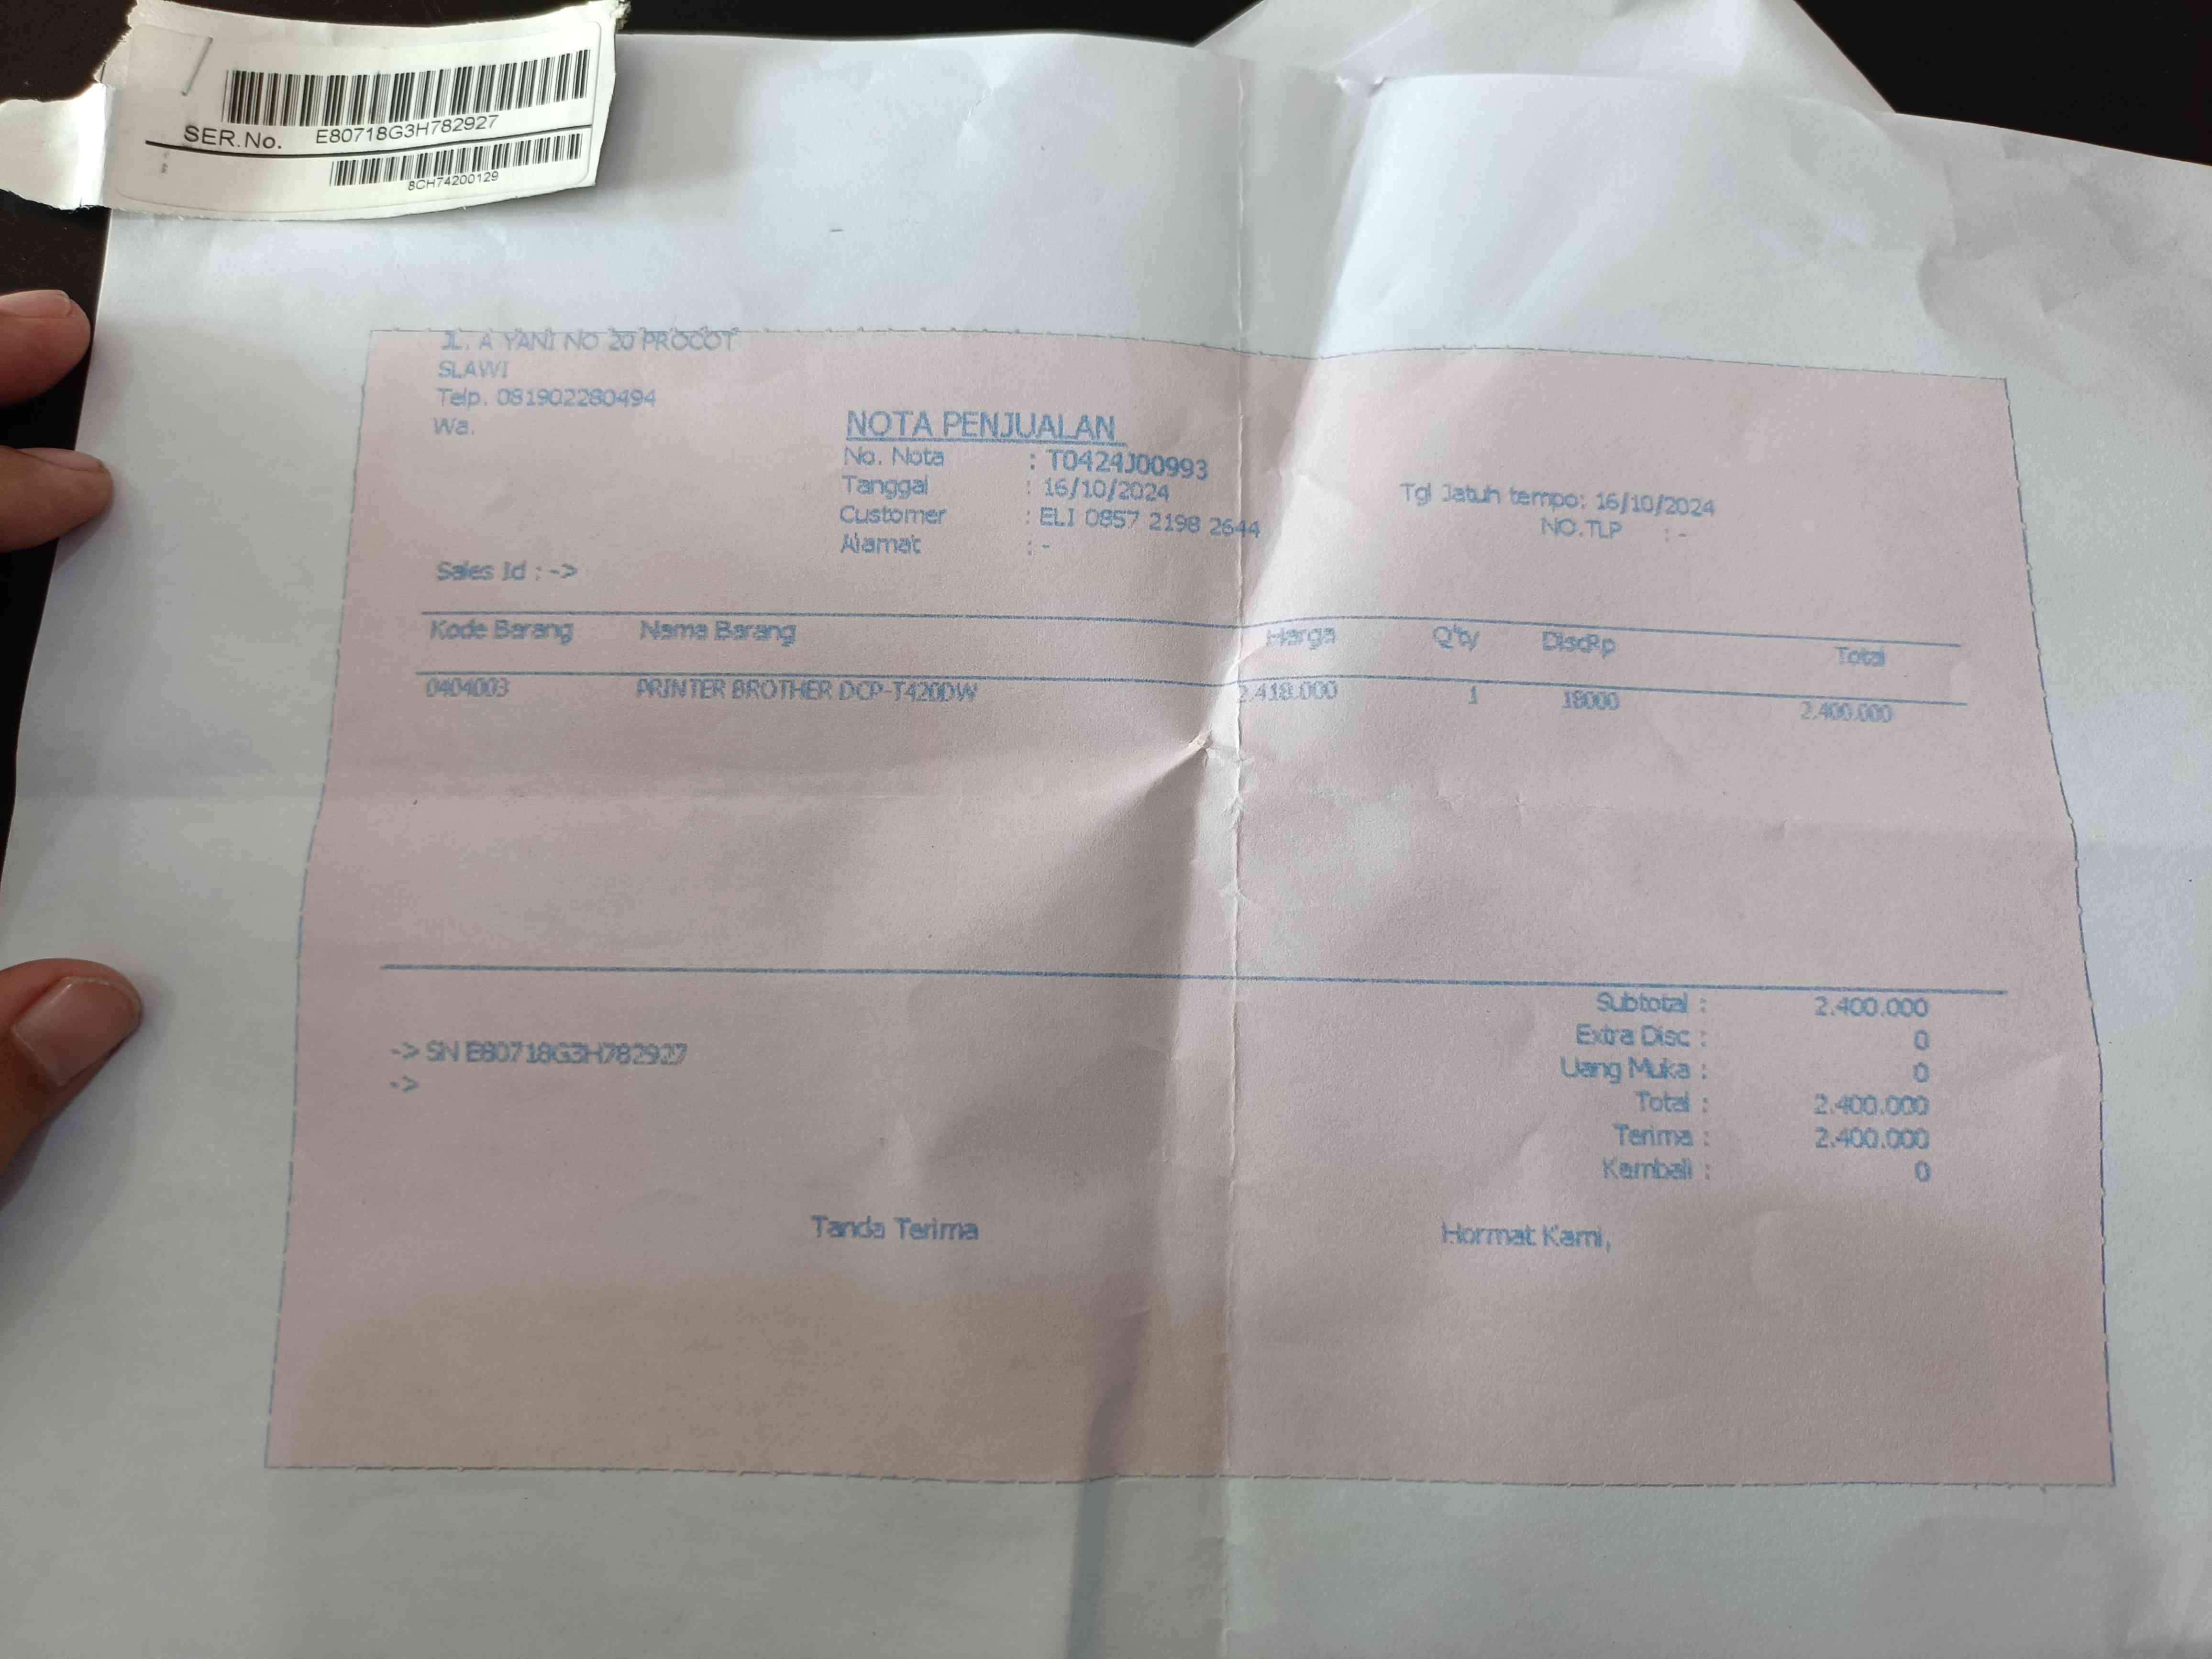 SER.No. E80718G3H782927
8CH74200129
JL. A YANI NO 20 PROCOT
SLAWI
Telp. 081902280494
Wa.
NOTA PENJUALAN
No. Nota : T0424J00993
Tanggal : 16/10/2024
Tgl Jatuh tempo: 16/10/2024
Customer : ELI 0857 2198 2644
NO.TLP : -
Alamat : -
Sales Id : ->
Kode Barang Nama Barang Harga Q'ty DiscRp Total
0404003 PRINTER BROTHER DCP-T420DW 2.418.000 1 18000 2.400.000
Subtotal : 2.400.000
Extra Disc : 0
-> SN E80718G3H782927
Uang Muka : 0
->
Total : 2.400.000
Terima : 2.400.000
Kembali : 0
Tanda Terima Hormat Kami,